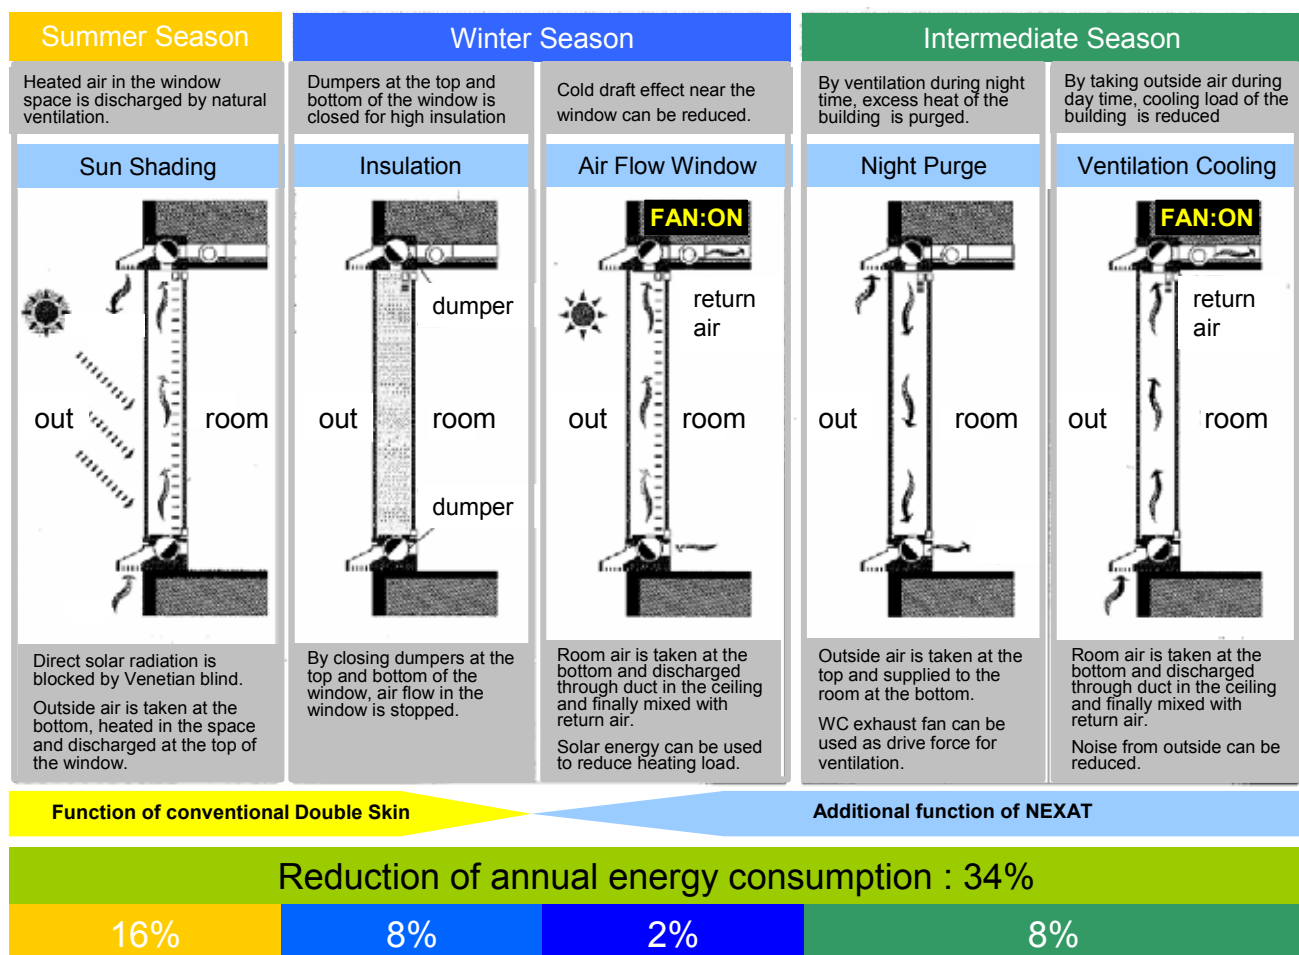 Summer Season
Winter Season
Intermediate Season
Heated air in the window
space is discharged by natural
ventilation.
Dumpers at the top and
bottom of the window is
closed for high insulation
Cold draft effect near the
window can be reduced.
By ventilation during night
time, excess heat of the
building is purged.
By taking outside air during
day time, cooling load of the
building is reduced
Sun Shading
Insulation
Air Flow Window
Night Purge
Ventilation Cooling
FAN:ON
FAN:ON
dumper
return
air
return
air
out
room
out
room
out
room
out
room
out
room
dumper
Direct solar radiation is
blocked by Venetian blind.
Outside air is taken at the
bottom, heated in the space
and discharged at the top of
the window.
By closing dumpers at the
top and bottom of the
window, air flow in the
window is stopped.
Room air is taken at the
bottom and discharged
through duct in the ceiling
and finally mixed with
return air.
Solar energy can be used
to reduce heating load.
Outside air is taken at the
top and supplied to the
room at the bottom.
WC exhaust fan can be
used as drive force for
ventilation.
Room air is taken at the
bottom and discharged
through duct in the ceiling
and finally mixed with
return air.
Noise from outside can be
reduced.
Function of conventional Double Skin
Additional function of NEXAT
Reduction of annual energy consumption : 34%
16%
8%
2%
8%